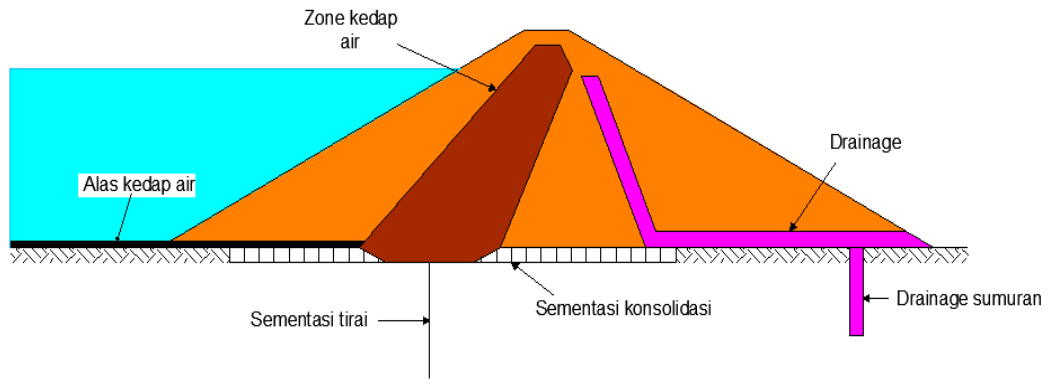 Zone kedap
air
Drainage
Alas kedap air
Sementasi konsolidasi
Drainage sumuran
Sementasi tirai